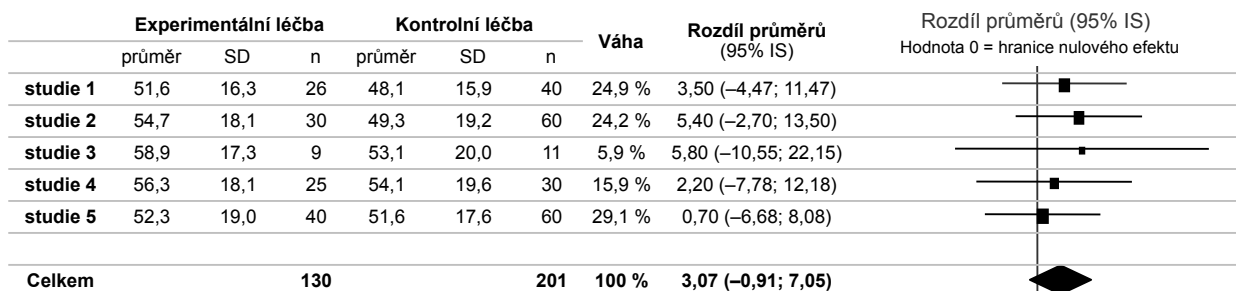 Experimentální léčba Kontrolní léčba Váha Rozdíl průměrů (95% IS) Rozdíl průměrů (95% IS)
Hodnota 0 = hranice nulového efektu
průměr SD n průměr SD n
studie 1 51,6 16,3 26 48,1 15,9 40 24,9 % 3,50 (–4,47; 11,47)
studie 2 54,7 18,1 30 49,3 19,2 60 24,2 % 5,40 (–2,70; 13,50)
studie 3 58,9 17,3 9 53,1 20,0 11 5,9 % 5,80 (–10,55; 22,15)
studie 4 56,3 18,1 25 54,1 19,6 30 15,9 % 2,20 (–7,78; 12,18)
studie 5 52,3 19,0 40 51,6 17,6 60 29,1 % 0,70 (–6,68; 8,08)
Celkem 130 201 100 % 3,07 (–0,91; 7,05)